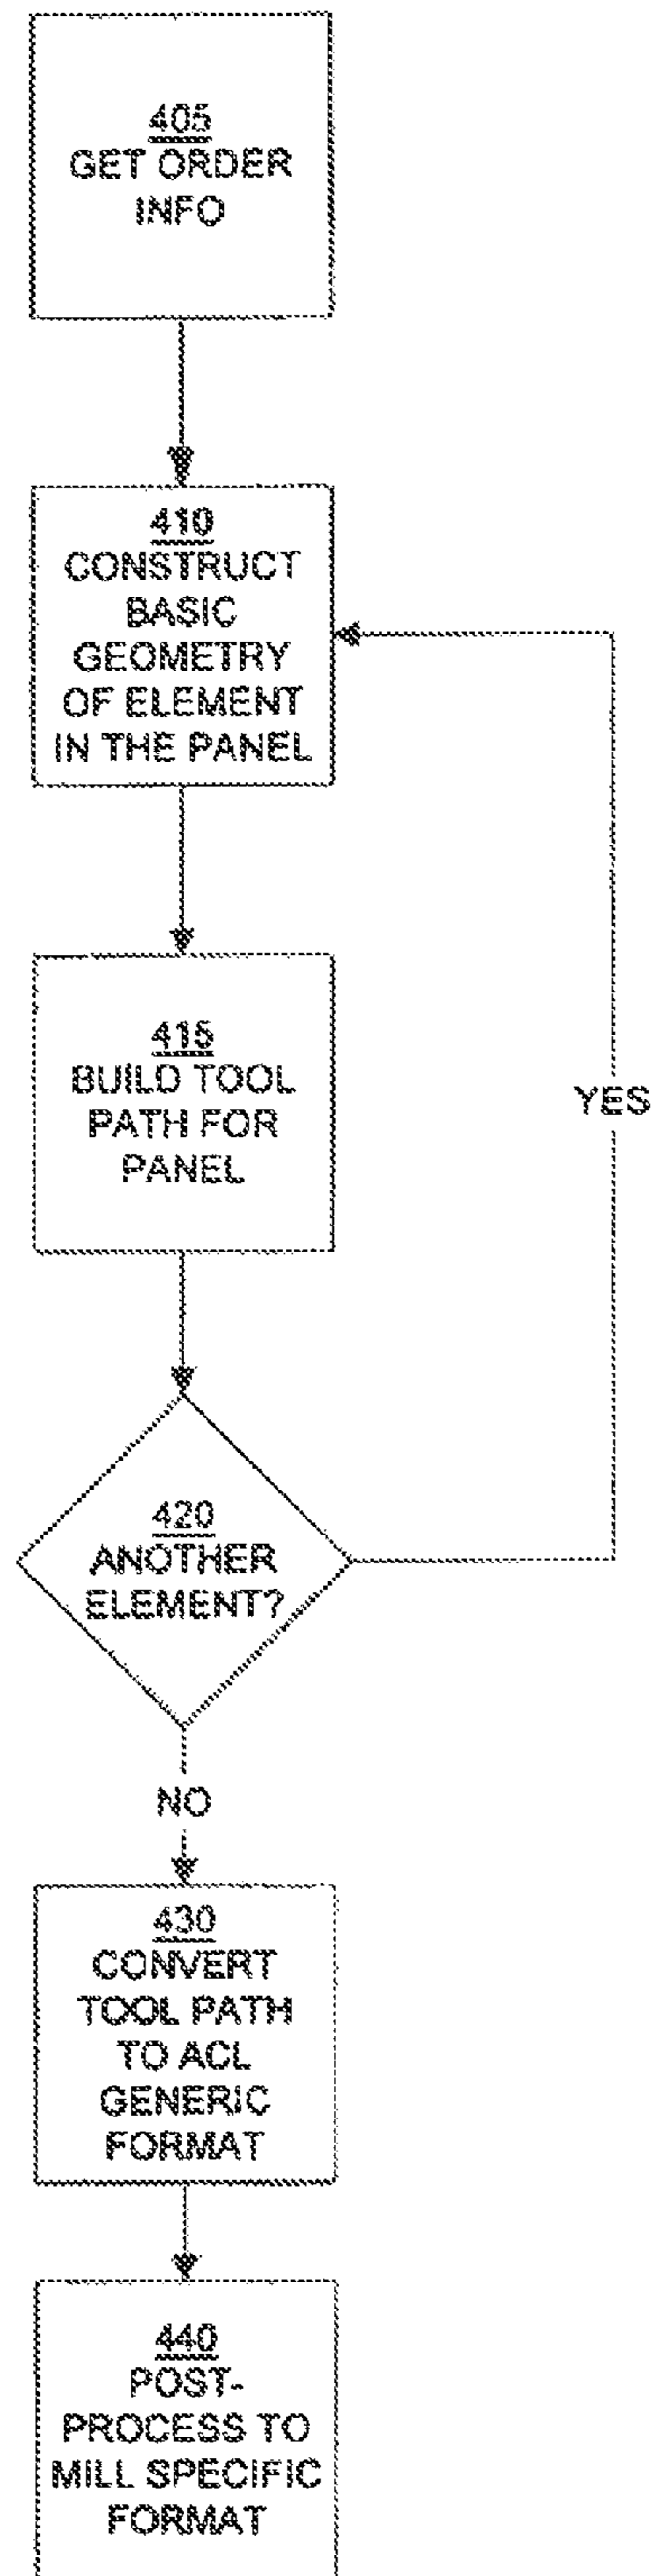 405
GET ORDER
INFO
410
CONSTRUCT
BASIC
GEOMETRY
OF ELEMENT
IN THE PANEL
415
BUILD TOOL
PATH FOR
PANEL
YES
420
ANOTHER
ELEMENT?
NO
430
CONVERT
TOOL PATH
TO ACL
GENERIC
FORMAT
440
POST-
PROCESS TO
MILL SPECIFIC
FORMAT